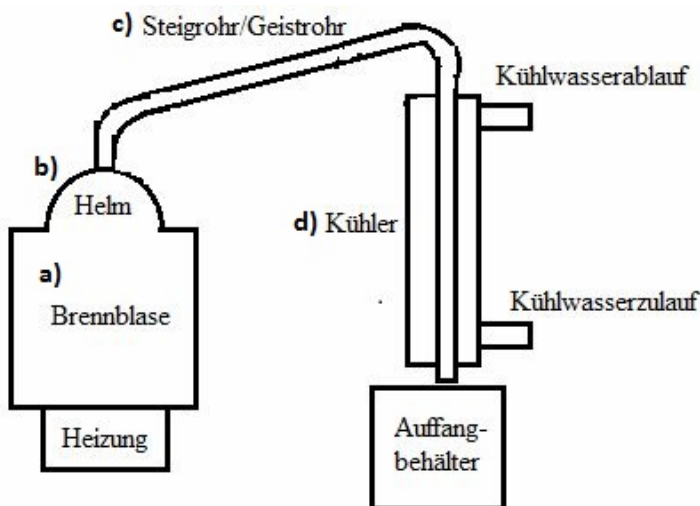 c) Steigrohr/Geistrohr
Kühlwasserablauf
b)
Helm
d) Kühler
a)
Brennblase
Kühlwasserzulauf
Heizung
Auffang-
behälter